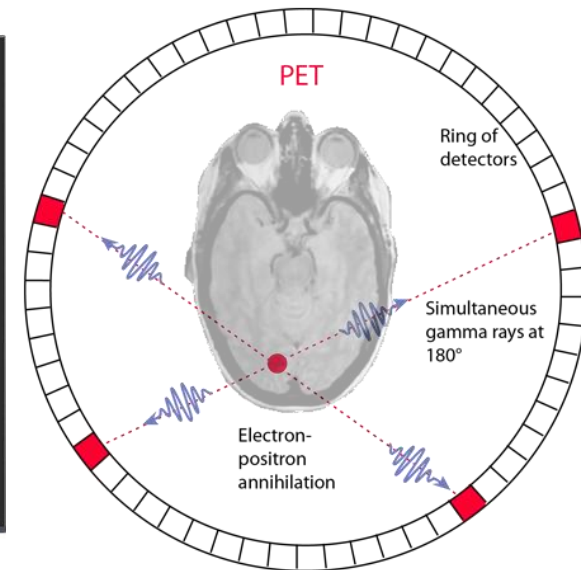 PET
Ring of
detectors
Simultaneous
gamma rays at
180°
Electron-
positron
annihilation